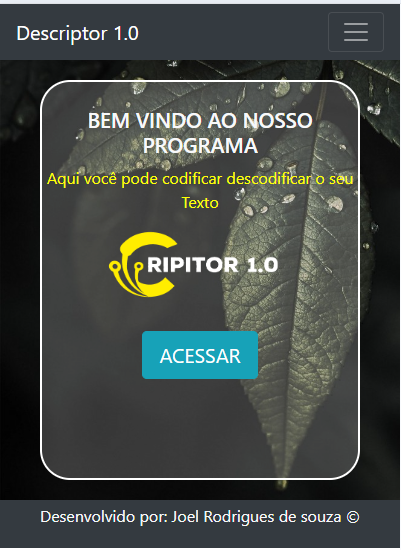 Descriptor 1.0
BEM VINDO AO NOSSO
PROGRAMA
Aqui você pode codificar descodificar o seu
Texto
CRIPITOR 1.0
ACESSAR
Desenvolvido por: Joel Rodrigues de souza ©